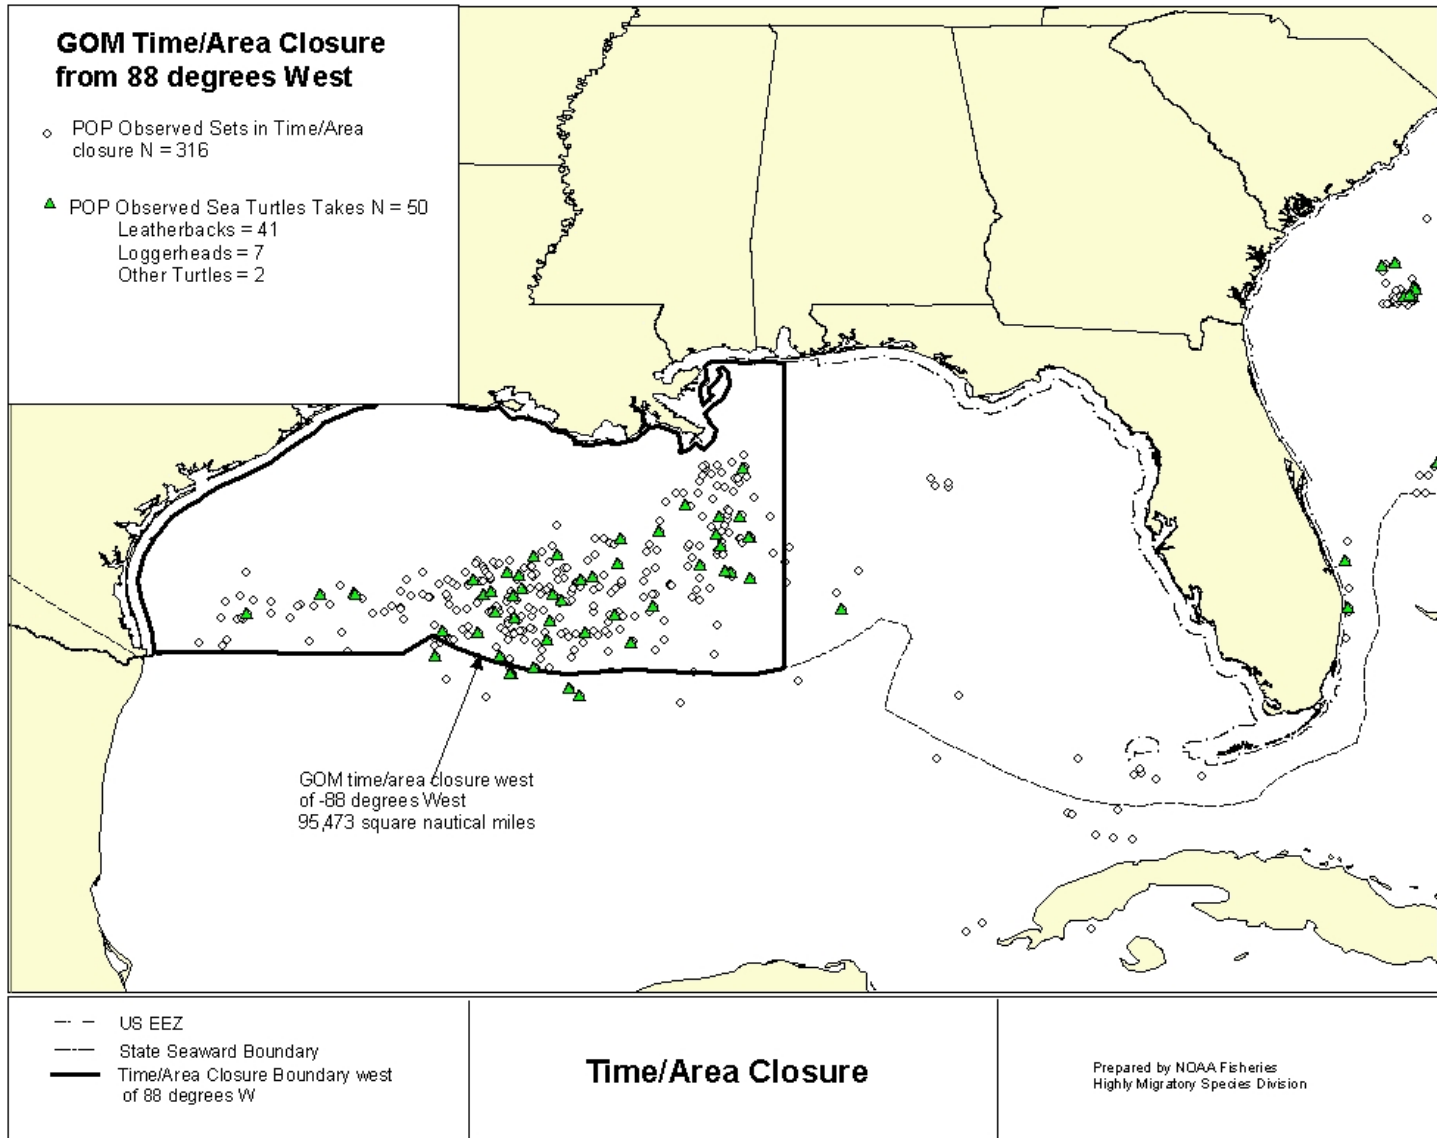 GOM Time/Area Closure
from 88 degrees West
POP Observed Sets in Time/Area
closure N = 316
POP Observed Sea Turtles Takes N = 50
Leatherbacks = 41
Loggerheads = 7
Other Turtles = 2
GOM time/area closure west
of -88 degrees West
95,473 square nautical miles
US EEZ
State Seaward Boundary
Time/Area Closure Boundary west
of 88 degrees W
Time/Area Closure
Prepared by NOAA Fisheries
Highly Migratory Species Division